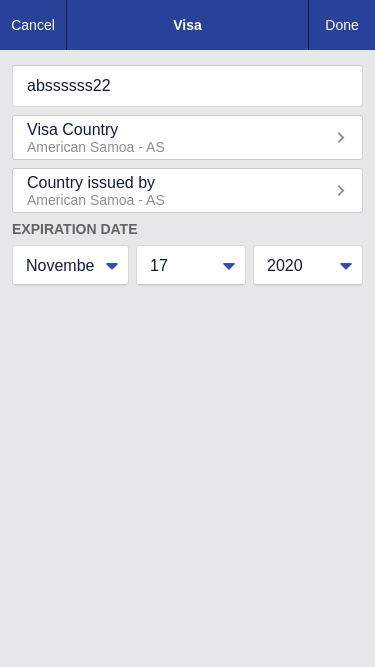 Cancel
Visa
Done
abssssss22
Visa Country
American Samoa - AS
Country issued by
American Samoa - AS
EXPIRATION DATE
Novembe
17
2020